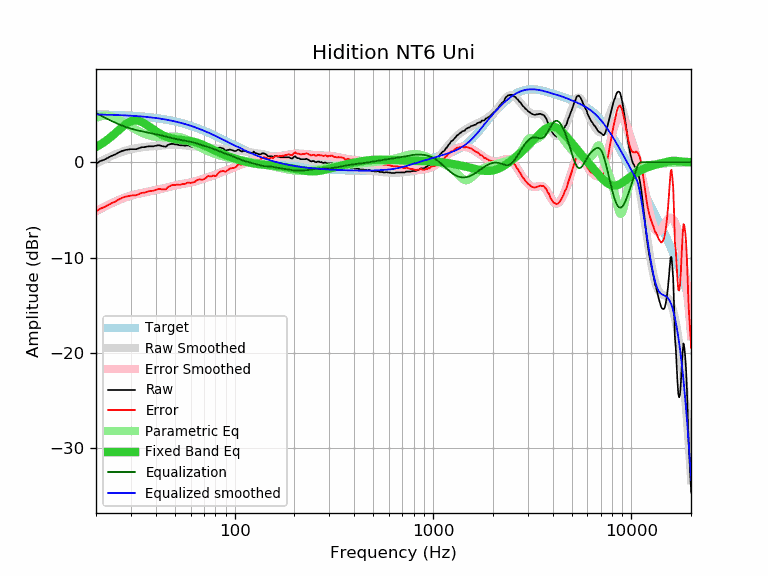 Hidition NT6 Uni
Amplitude (dBr)
0
−10
−20
−30
Target
Raw Smoothed
Error Smoothed
Raw
Error
Parametric Eq
Fixed Band Eq
Equalization
Equalized smoothed
100 1000 10000
Frequency (Hz)